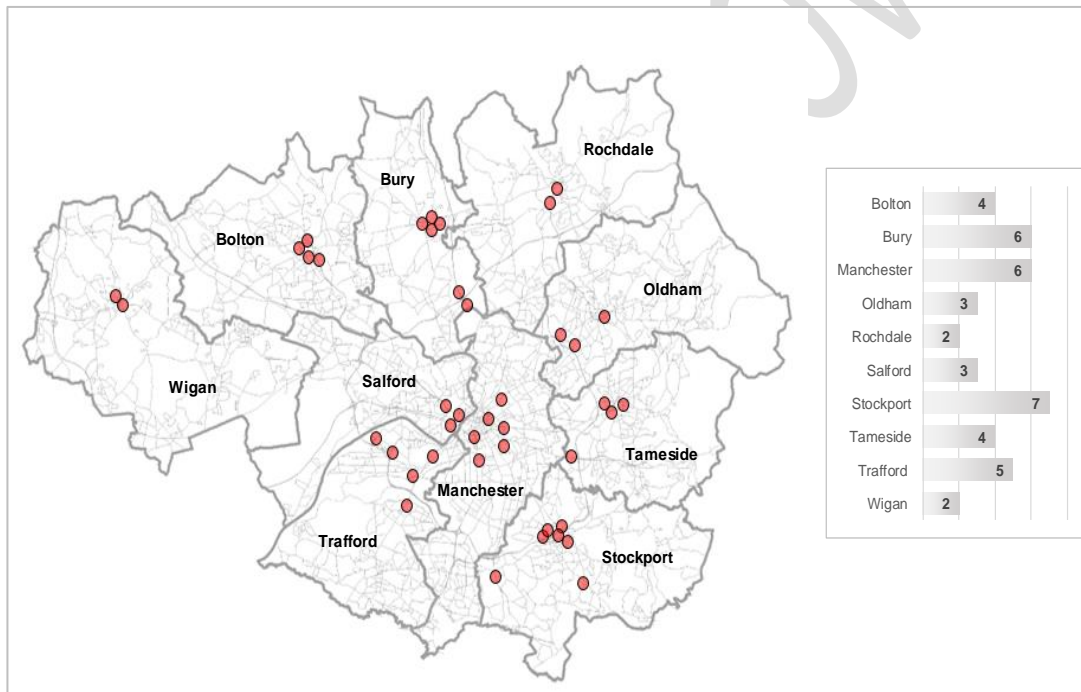 Rochdale
Bury
Bolton
Oldham
Wigan
Salford
Tameside
Manchester
Trafford
Stockport
Bolton 4
Bury 6
Manchester 6
Oldham 3
Rochdale 2
Salford 3
Stockport 7
Tameside 4
Trafford 5
Wigan 2